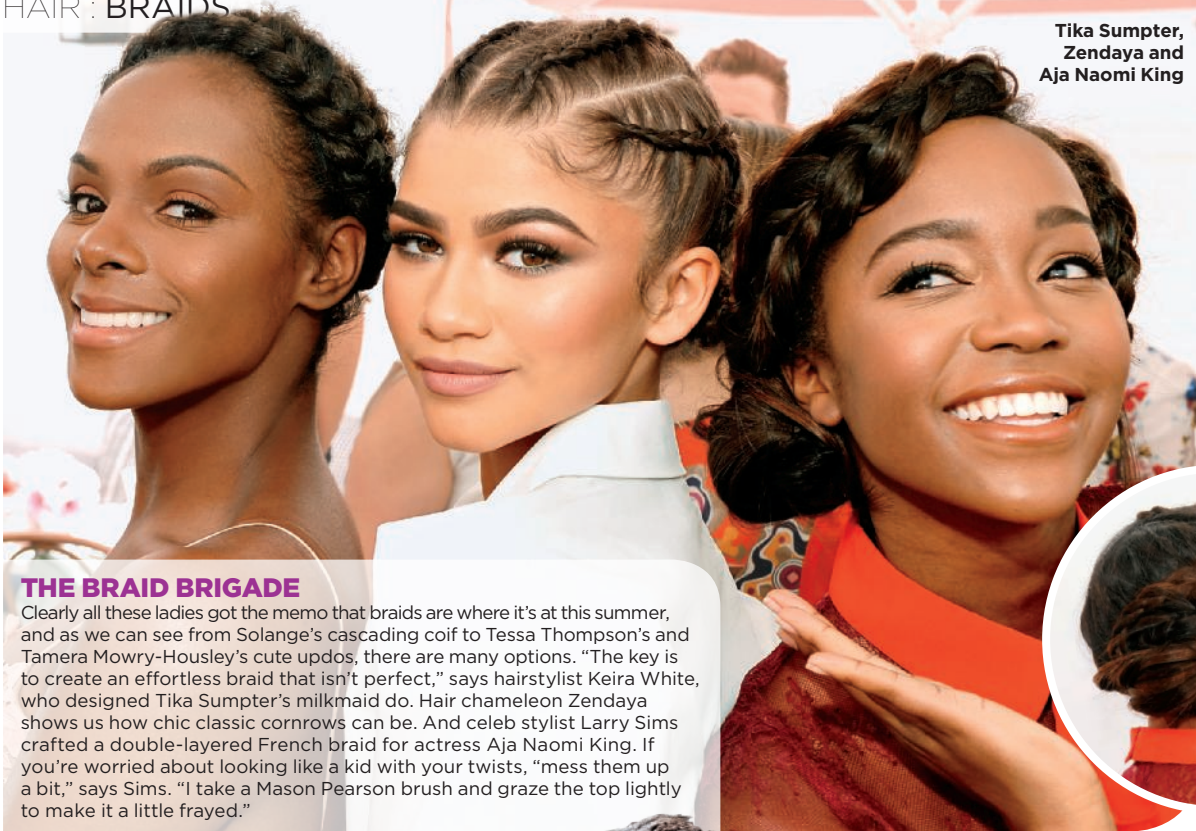 HAIR : BRAIDS
Tika Sumpter,
Zendaya and
Aja Naomi King
THE BRAID BRIGADE
Clearly all these ladies got the memo that braids are where it’s at this summer,
and as we can see from Solange’s cascading coif to Tessa Thompson’s and
Tamera Mowry-Housley’s cute updos, there are many options. “The key is
to create an effortless braid that isn’t perfect,” says hairstylist Keira White,
who designed Tika Sumpter’s milkmaid do. Hair chameleon Zendaya
shows us how chic classic cornrows can be. And celeb stylist Larry Sims
crafted a double-layered French braid for actress Aja Naomi King. If
you’re worried about looking like a kid with your twists, “mess them up
a bit,” says Sims. “I take a Mason Pearson brush and graze the top lightly
to make it a little frayed.”